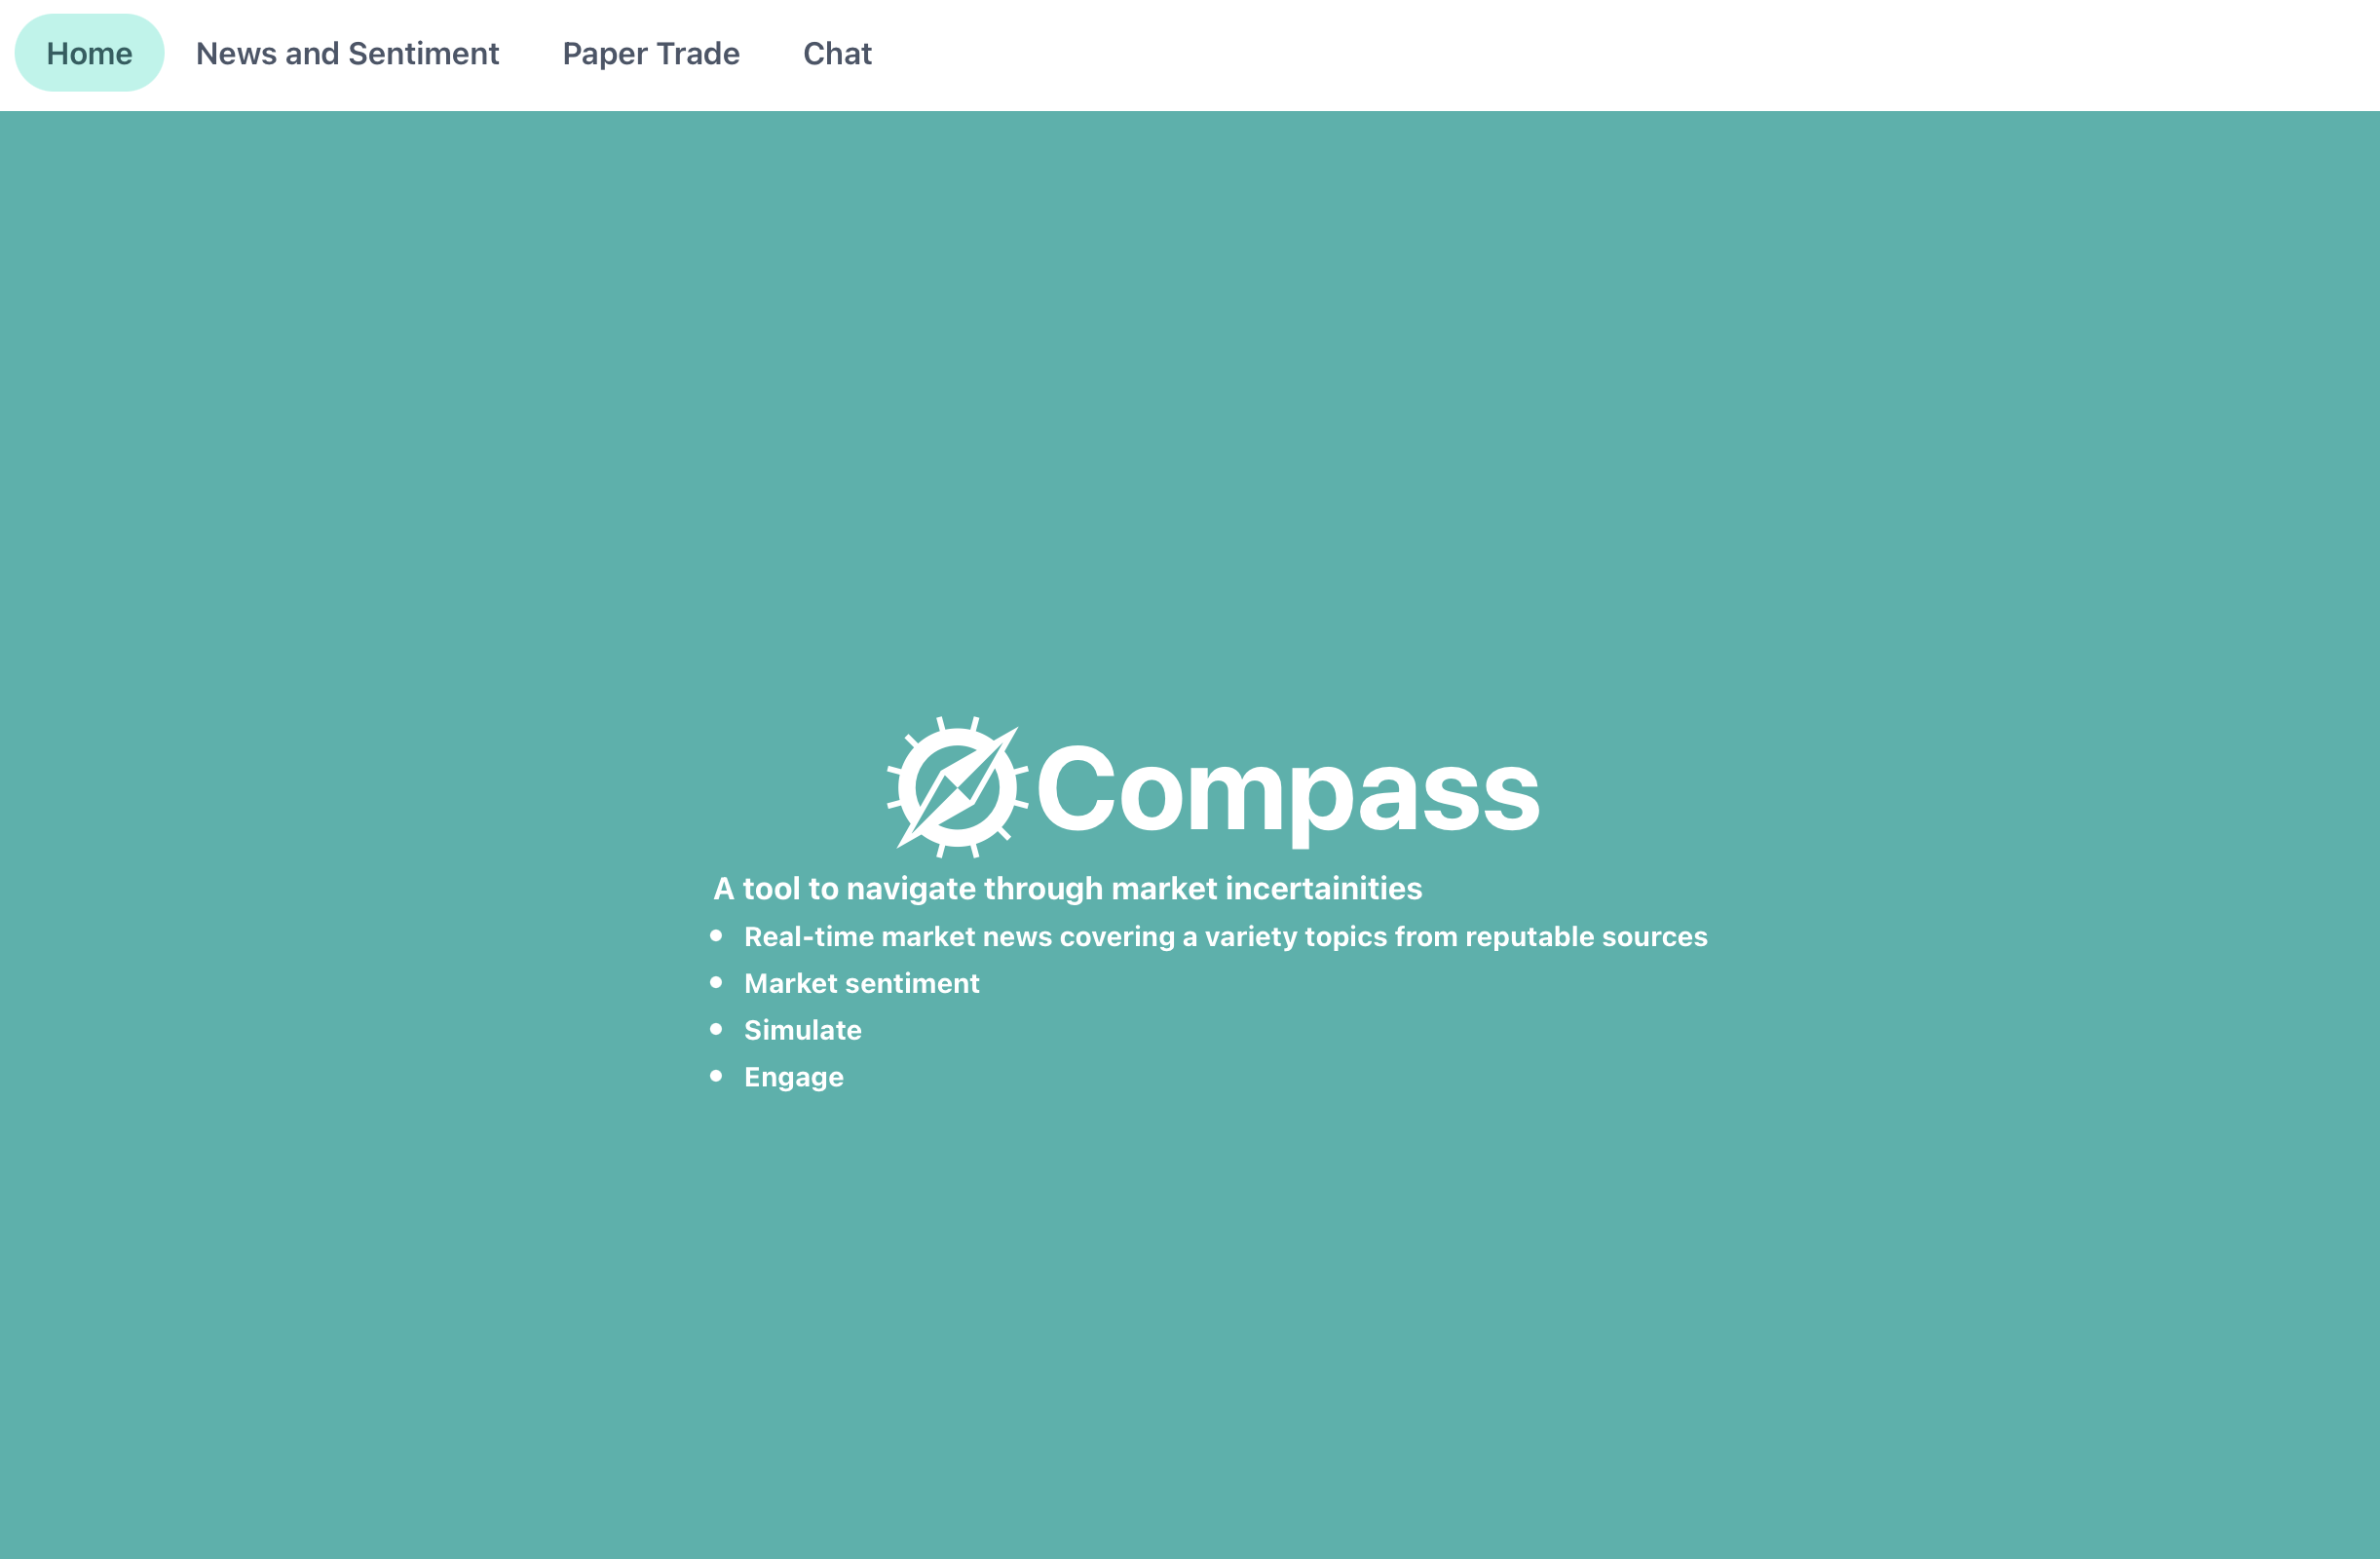 Home News and Sentiment Paper Trade Chat
Compass
A tool to navigate through market incertainities
Real-time market news covering a variety topics from reputable sources
Market sentiment
Simulate
Engage